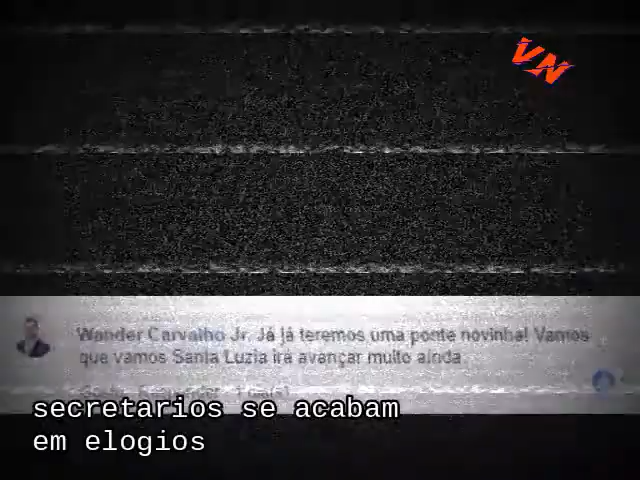 VN
Wander Carvalho Jr. Já já teremos uma ponte novinha! Vamos
que vamos Santa Luzia irá avançar muito ainda.
secretarios se acabam
em elogios